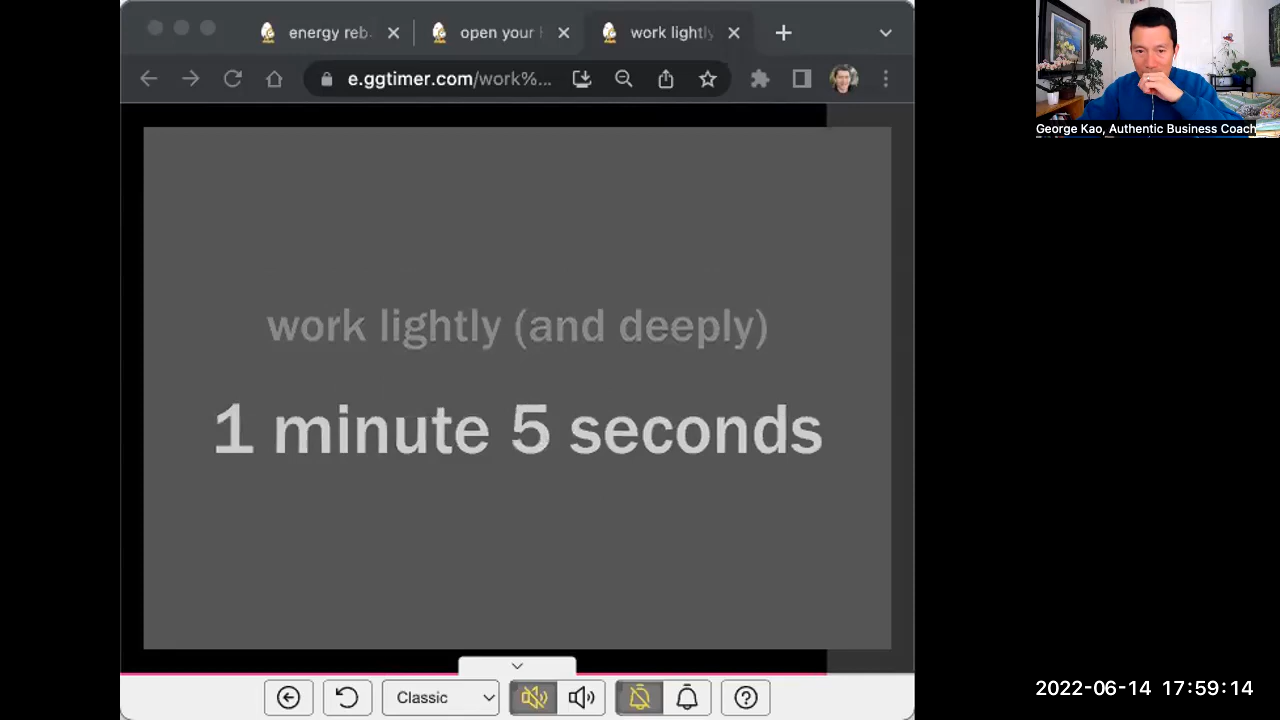 energy reb
open your
work lightly
e.ggtimer.com/work%...
George Kao, Authentic Business Coach
work lightly (and deeply)
1 minute 5 seconds
Classic
2022-06-14 17:59:14